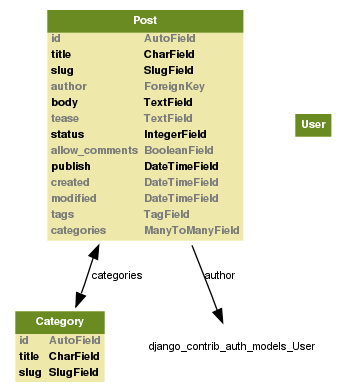 Post
id AutoField
title CharField
slug SlugField
author ForeignKey
body TextField
tease TextField
status IntegerField
allow_comments BooleanField
publish DateTimeField
created DateTimeField
modified DateTimeField
tags TagField
categories ManyToManyField
User
categories
author
Category
id AutoField
title CharField
slug SlugField
django_contrib_auth_models_User